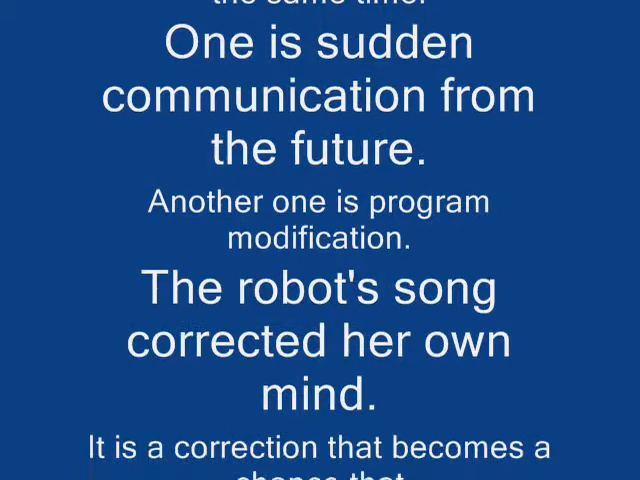 the same time.
One is sudden
communication from
the future.
Another one is program
modification.
The robot's song
corrected her own
mind.
It is a correction that becomes a
chance that